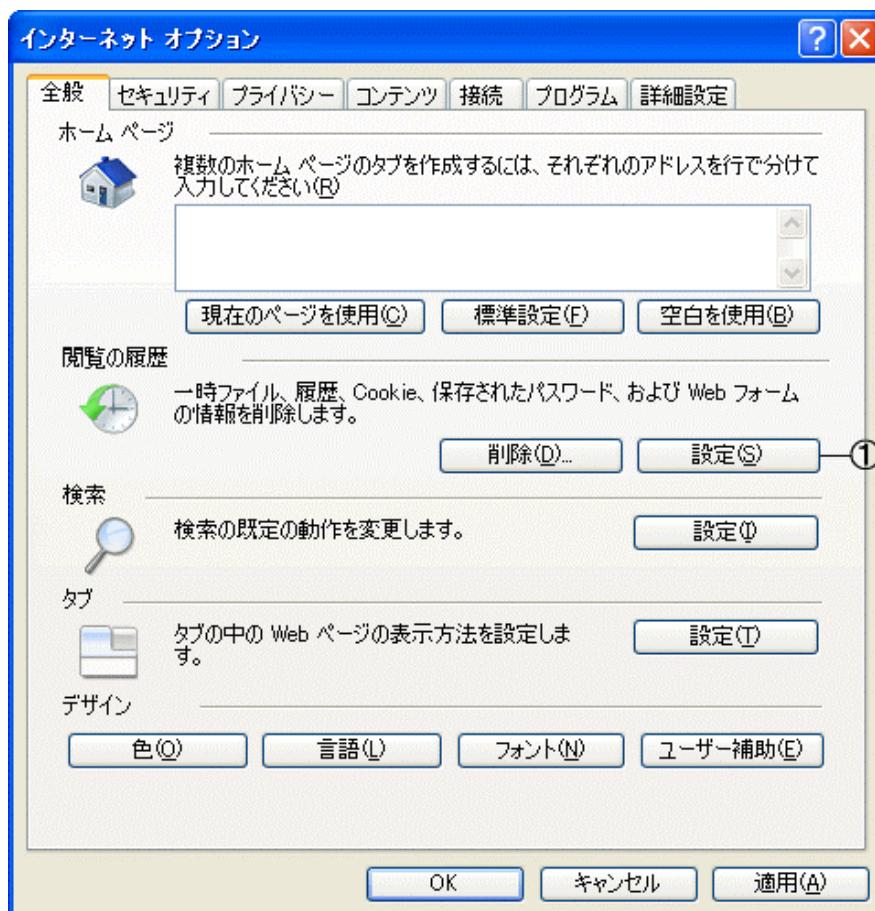 インターネット オプション
全般 セキュリティ プライバシー コンテンツ 接続 プログラム 詳細設定
ホーム ページ
複数のホーム ページのタブを作成するには、それぞれのアドレスを行で分けて
入力してください(R)
現在のページを使用(C) 標準設定(F) 空白を使用(B)
閲覧の履歴
一時ファイル、履歴、Cookie、保存されたパスワード、および Web フォーム
の情報を削除します。
削除(D)... 設定(S) ①
検索
検索の既定の動作を変更します。 設定(I)
タブ
タブの中の Web ページの表示方法を設定しま
す。
設定(T)
デザイン
色(O) 言語(L) フォント(N) ユーザー補助(E)
OK キャンセル 適用(A)